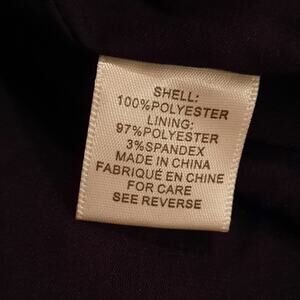 SHELL:
100%POLYESTER
LINING:
97%POLYESTER
3%SPANDEX
MADE IN CHINA
FABRIQUÉ EN CHINE
FOR CARE
SEE REVERSE